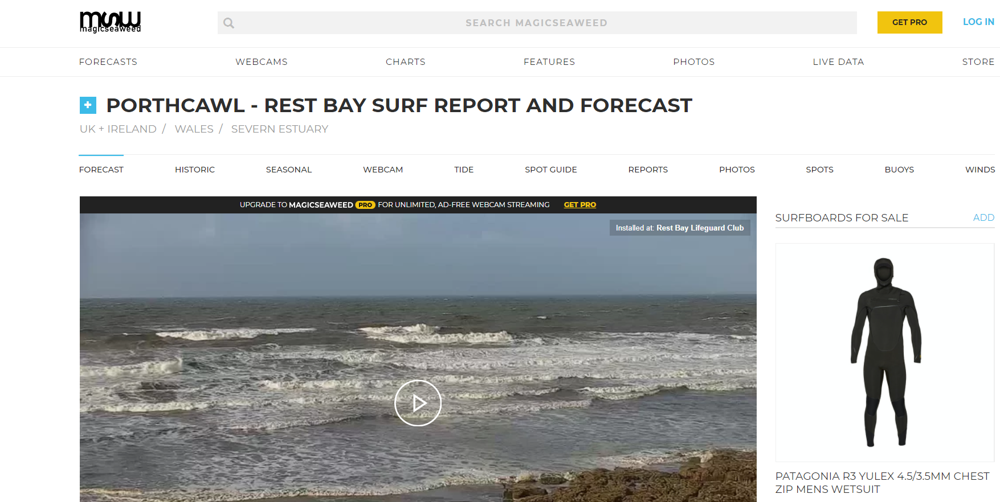 msw
magicseaweed
SEARCH MAGICSEAWEED
GET PRO
LOG IN
FORECASTS WEBCAMS CHARTS FEATURES PHOTOS LIVE DATA STORE
PORTHCAWL - REST BAY SURF REPORT AND FORECAST
UK + IRELAND / WALES / SEVERN ESTUARY
FORECAST HISTORIC SEASONAL WEBCAM TIDE SPOT GUIDE REPORTS PHOTOS SPOTS BUOYS WINDS
UPGRADE TO MAGICSEAWEED PRO FOR UNLIMITED, AD-FREE WEBCAM STREAMING GET PRO
Installed at: Rest Bay Lifeguard Club
SURFBOARDS FOR SALE ADD
PATAGONIA R3 YULEX 4.5/3.5MM CHEST
ZIP MENS WETSUIT